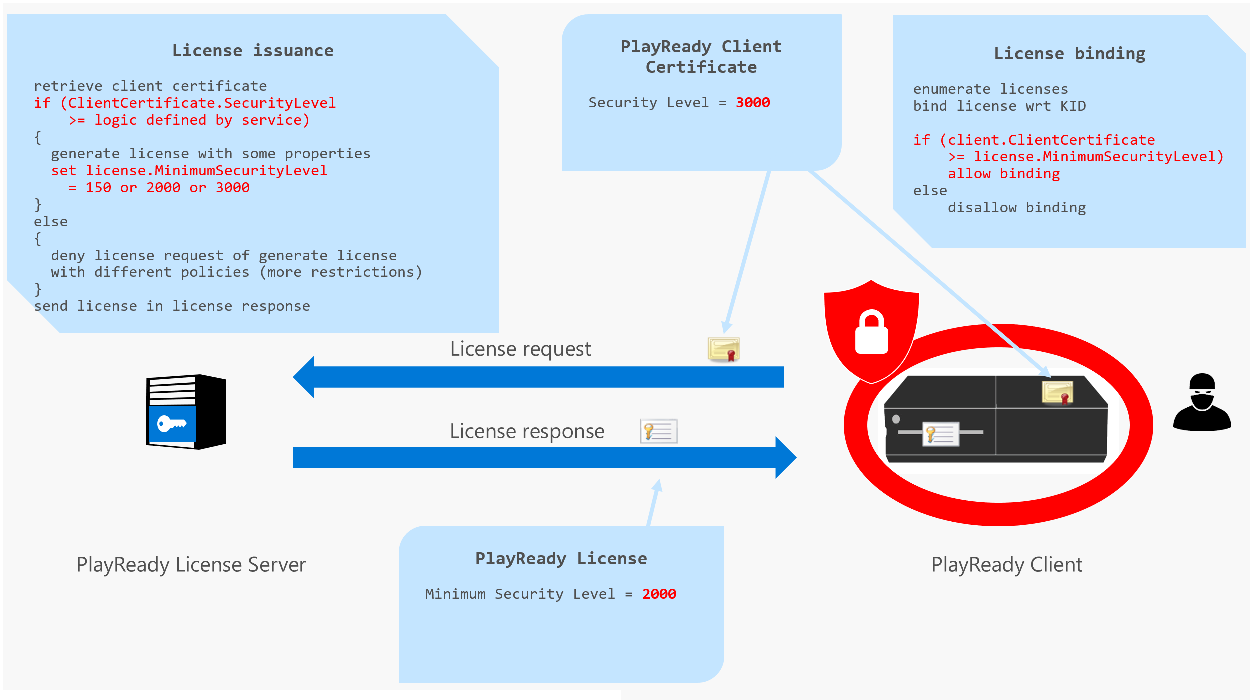 License issuance
retrieve client certificate
if (ClientCertificate.SecurityLevel
>= logic defined by service)
{
generate license with some properties
set license.MinimumSecurityLevel
= 150 or 2000 or 3000
}
else
{
deny license request of generate license
with different policies (more restrictions)
}
send license in license response
PlayReady Client
Certificate
Security Level = 3000
License binding
enumerate licenses
bind license wrt KID
if (client.ClientCertificate
>= license.MinimumSecurityLevel)
allow binding
else
disallow binding
License request
License response
PlayReady License Server
PlayReady License
Minimum Security Level = 2000
PlayReady Client